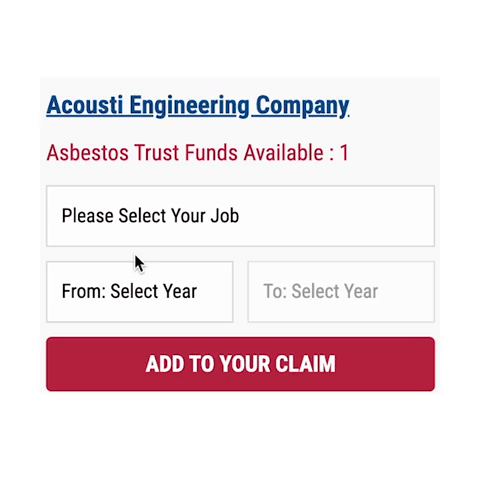 Acousti Engineering Company
Asbestos Trust Funds Available : 1
Please Select Your Job
From: Select Year
To: Select Year
ADD TO YOUR CLAIM